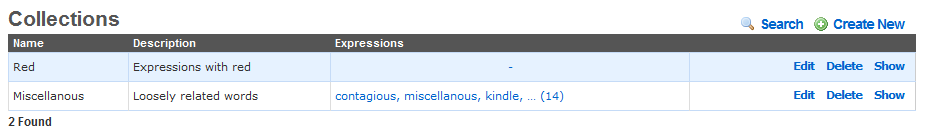 Collections Search Create New
Name Description Expressions
Red Expressions with red - Edit Delete Show
Miscellanous Loosely related words contagious, miscellanous, kindle, ... (14) Edit Delete Show
2 Found